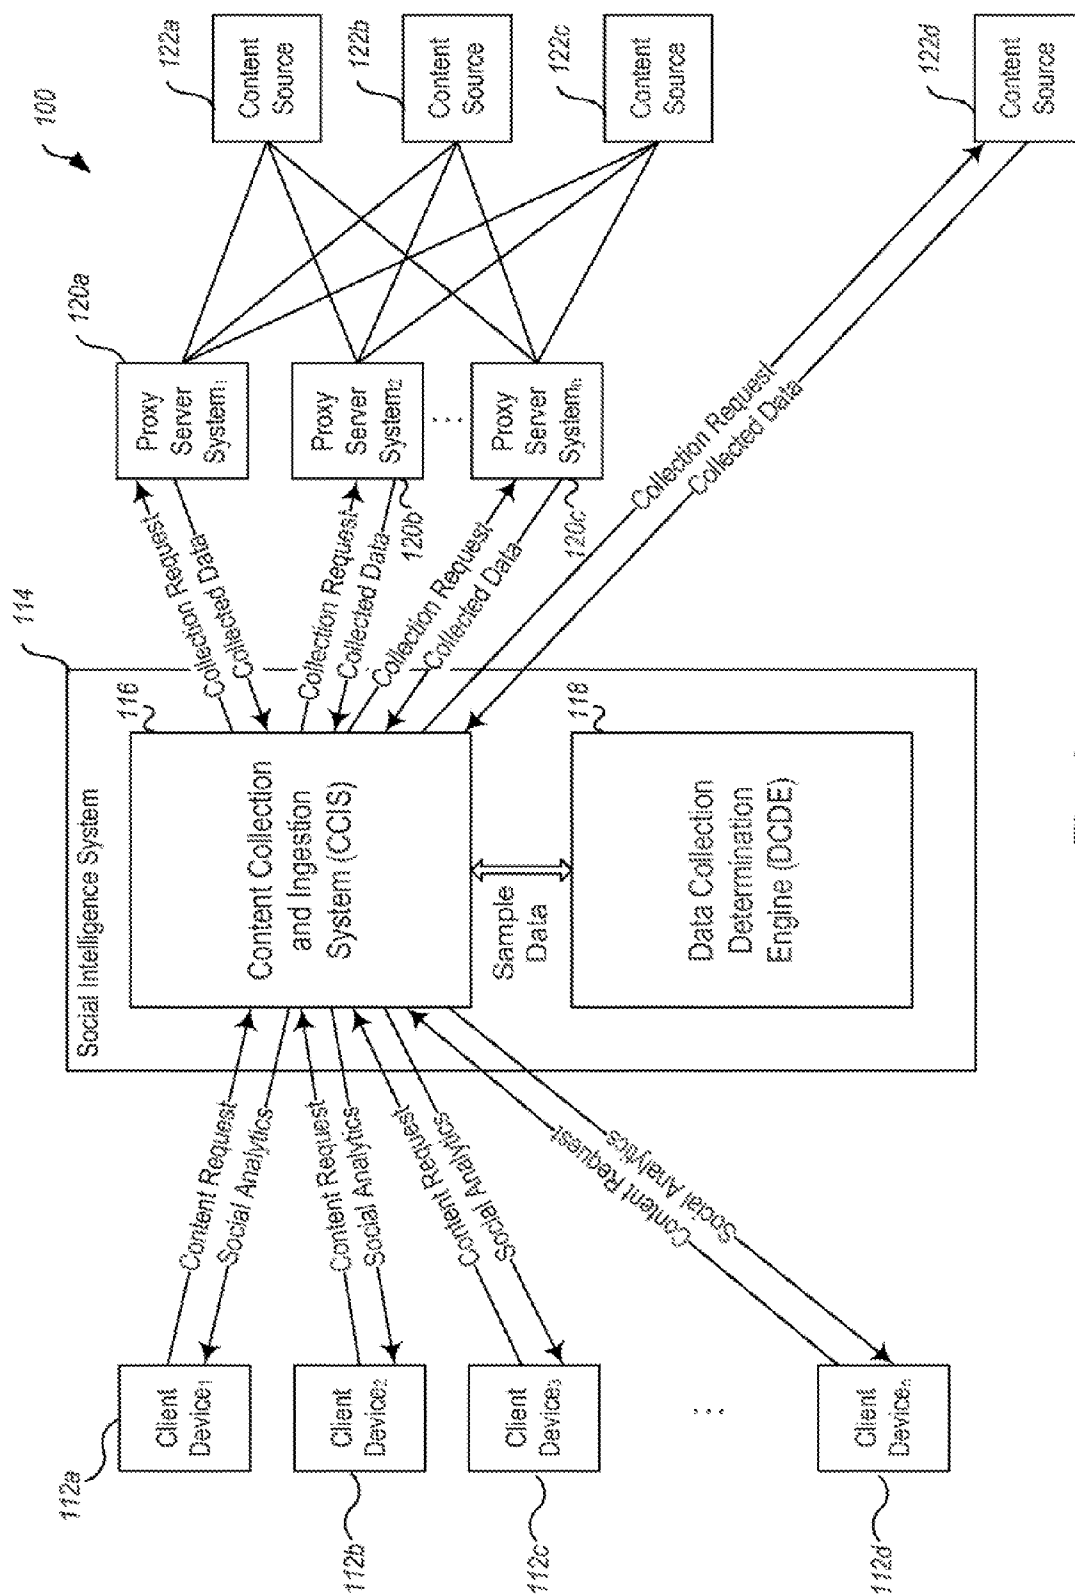 100
112a
Client
Device1
112b
Client
Device2
112c
Client
Device3
...
112d
Client
Devicen
Content Request
Social Analytics
Content Request
Social Analytics
Content Request
Social Analytics
Content Request
Social Analytics
114
Social Intelligence System
116
Content Collection
and Ingestion
System (CCIS)
Sample
Data
118
Data Collection
Determination
Engine (DCDE)
Collection Request
Collected Data
Collection Request
Collected Data
Collection Request
Collected Data
Collection Request
Collected Data
120a
Proxy
Server
System1
120b
Proxy
Server
System2
...
120c
Proxy
Server
Systemn
122a
Content
Source
122b
Content
Source
122c
Content
Source
122d
Content
Source